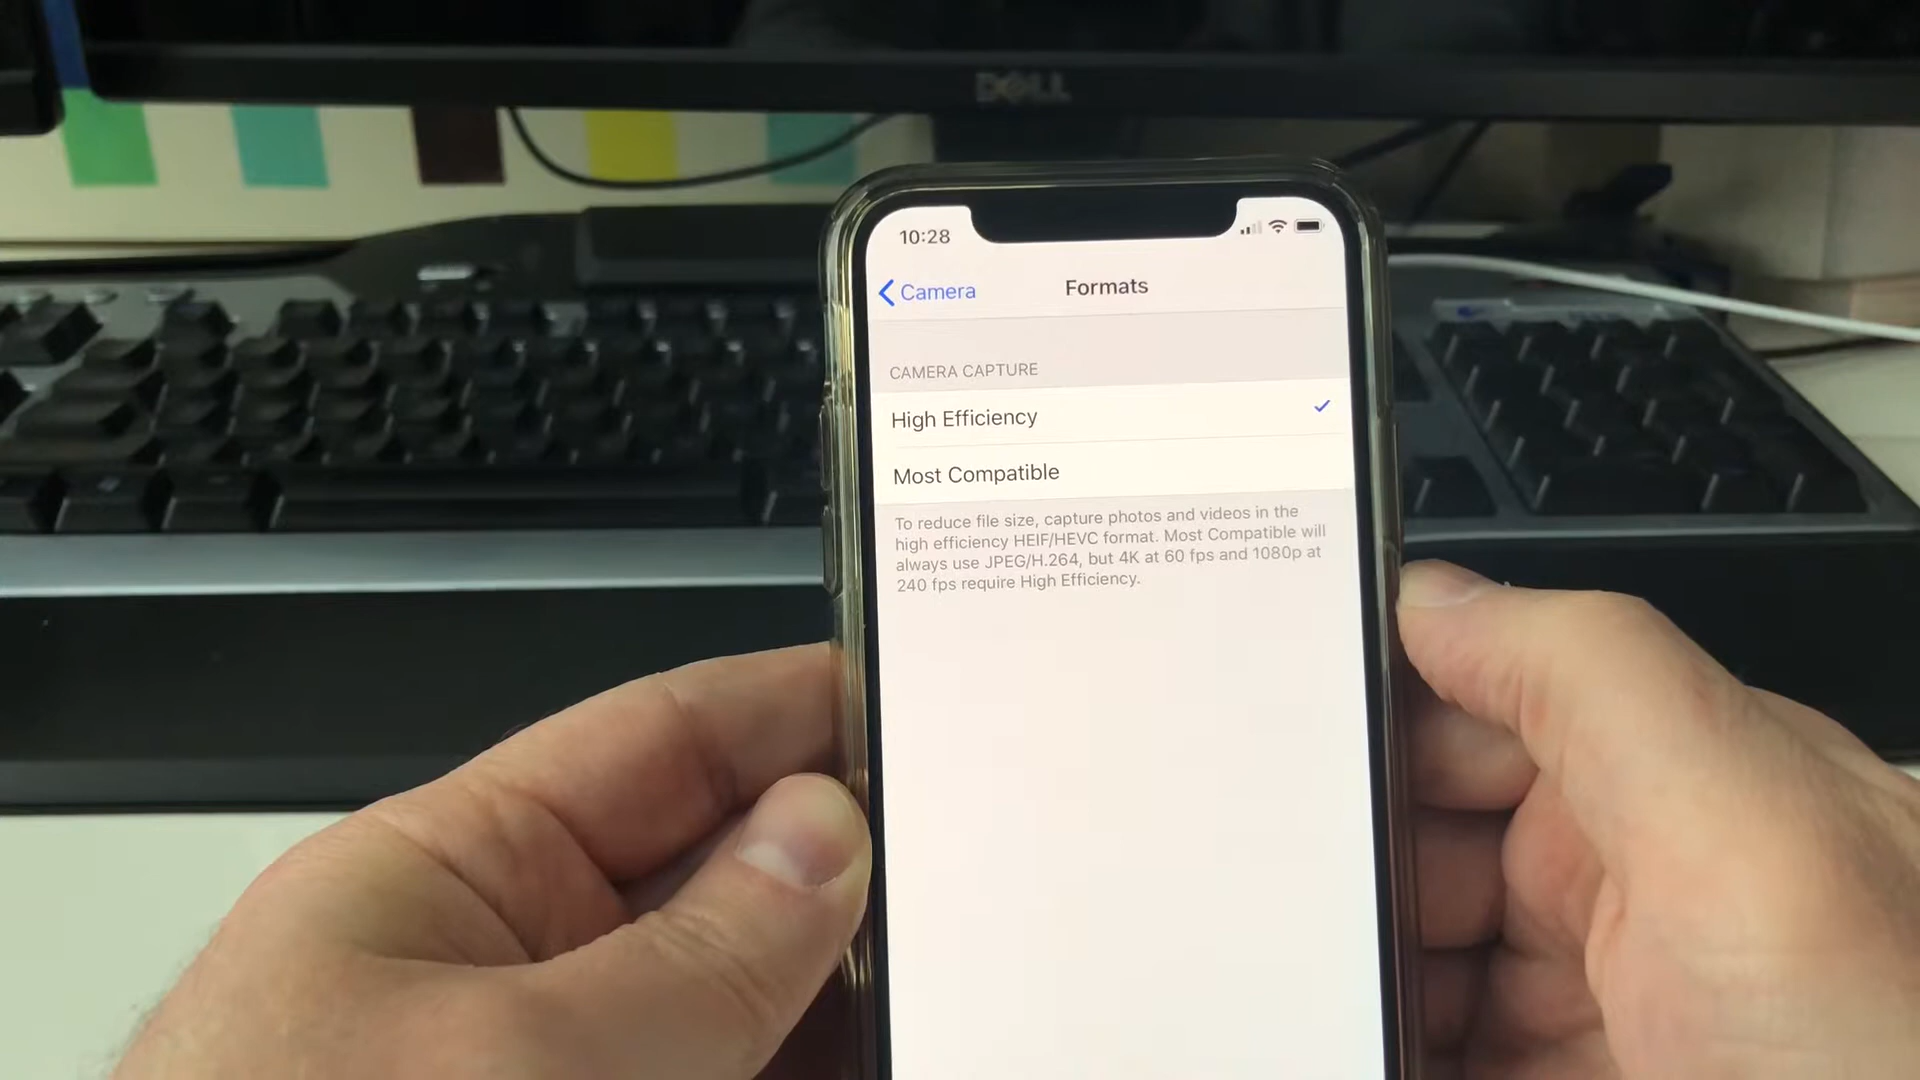 DELL
10:28
Camera
Formats
CAMERA CAPTURE
High Efficiency
Most Compatible
To reduce file size, capture photos and videos in the
high efficiency HEIF/HEVC format. Most Compatible will
always use JPEG/H.264, but 4K at 60 fps and 1080p at
240 fps require High Efficiency.